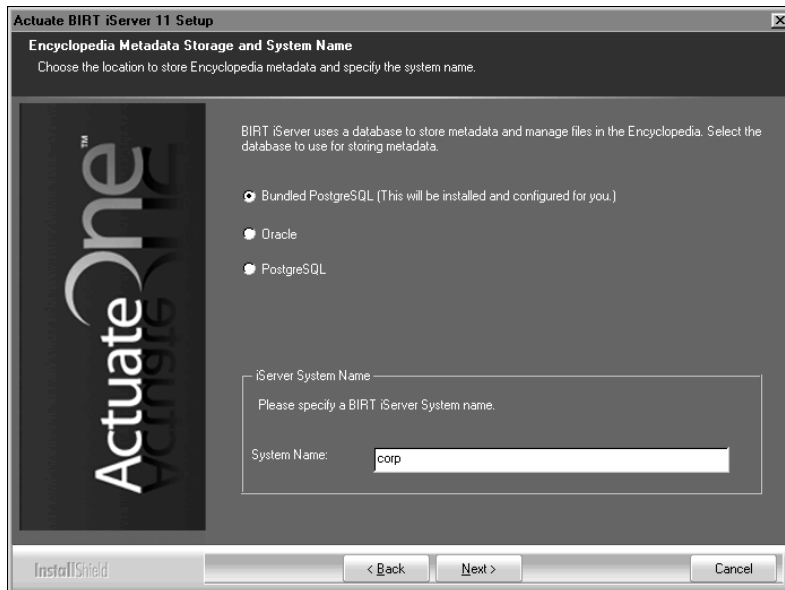 Actuate BIRT iServer 11 Setup
Encyclopedia Metadata Storage and System Name
Choose the location to store Encyclopedia metadata and specify the system name.
ActuateOne™
BIRT iServer uses a database to store metadata and manage files in the Encyclopedia. Select the
database to use for storing metadata.
Bundled PostgreSQL (This will be installed and configured for you.)
Oracle
PostgreSQL
iServer System Name
Please specify a BIRT iServer System name.
System Name:
corp
InstallShield
< Back
Next >
Cancel